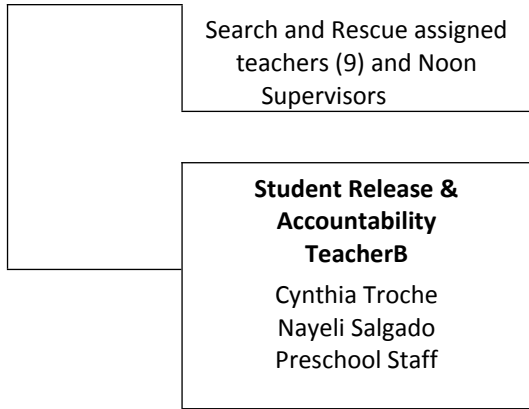 Search and Rescue assigned
teachers (9) and Noon
Supervisors
Student Release &
Accountability
TeacherB
Cynthia Troche
Nayeli Salgado
Preschool Staff